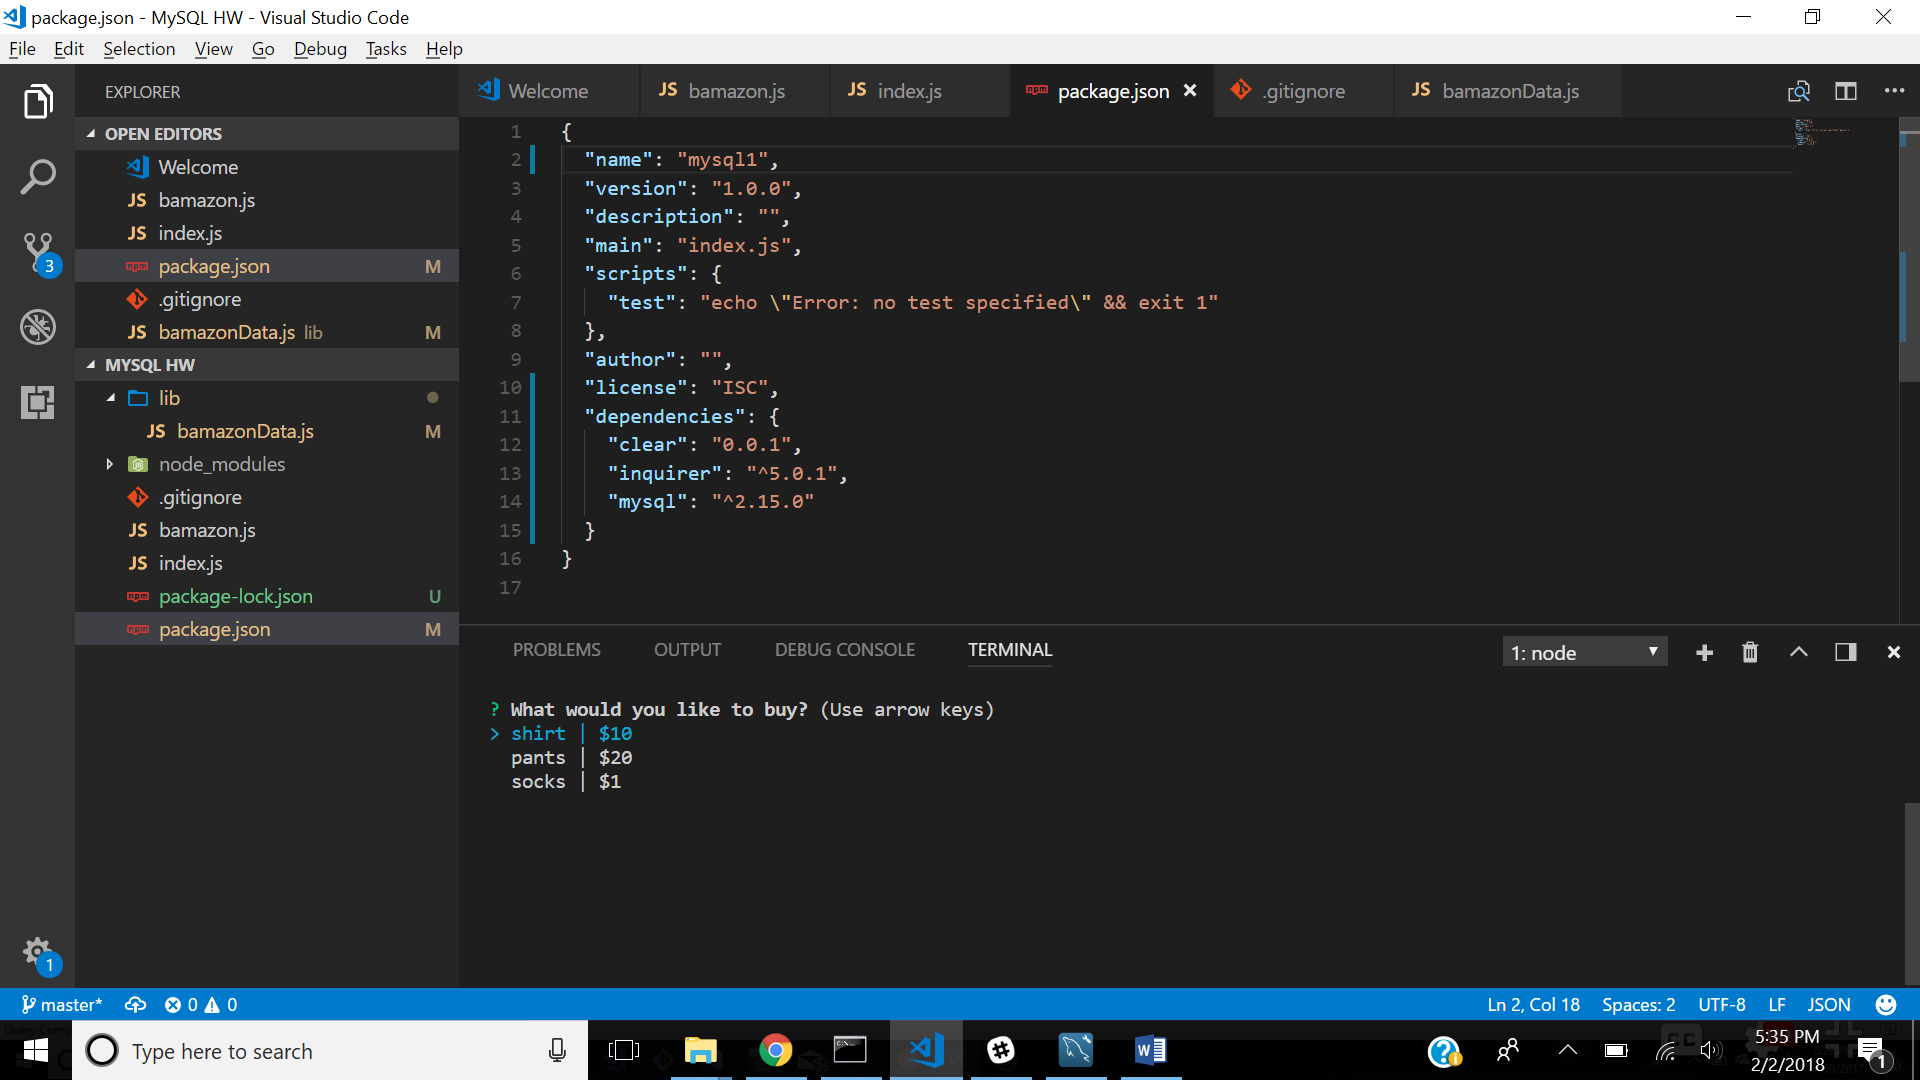 package.json - MySQL HW - Visual Studio Code
File Edit Selection View Go Debug Tasks Help
EXPLORER
OPEN EDITORS
Welcome
JS bamazon.js
JS index.js
npm package.json M
.gitignore
JS bamazonData.js lib M
MYSQL HW
lib
JS bamazonData.js M
node_modules
.gitignore
JS bamazon.js
JS index.js
npm package-lock.json U
npm package.json M
3
1
Welcome JS bamazon.js JS index.js npm package.json .gitignore JS bamazonData.js
1 {
2 "name": "mysql1",
3 "version": "1.0.0",
4 "description": "",
5 "main": "index.js",
6 "scripts": {
7 "test": "echo \"Error: no test specified\" && exit 1"
8 },
9 "author": "",
10 "license": "ISC",
11 "dependencies": {
12 "clear": "0.0.1",
13 "inquirer": "^5.0.1",
14 "mysql": "^2.15.0"
15 }
16 }
17
PROBLEMS OUTPUT DEBUG CONSOLE TERMINAL 1: node
? What would you like to buy? (Use arrow keys)
> shirt | $10
pants | $20
socks | $1
master* 0 0 Ln 2, Col 18 Spaces: 2 UTF-8 LF JSON
Type here to search
5:35 PM
2/2/2018
1